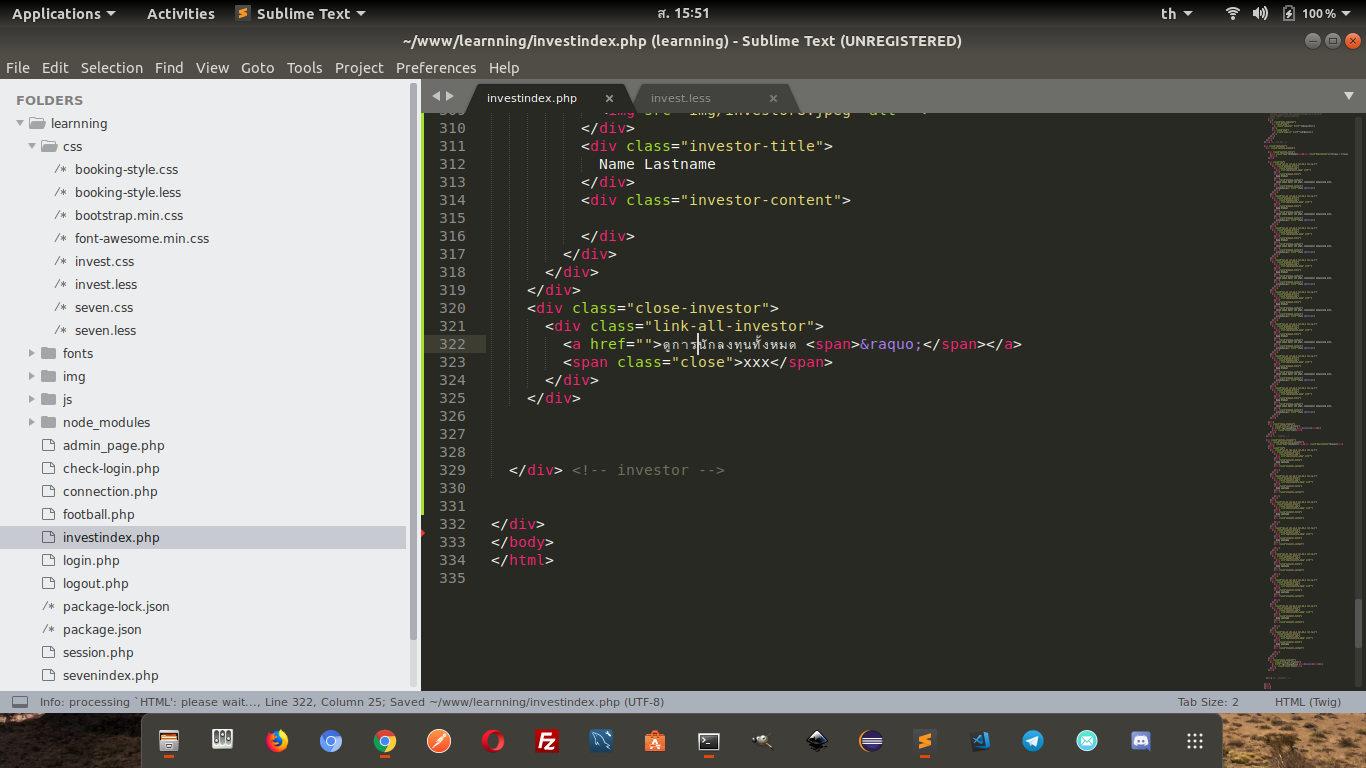 Applications
Activities
Sublime Text
ส. 15:51
th
100 %
~/www/learnning/investindex.php (learnning) - Sublime Text (UNREGISTERED)
File Edit Selection Find View Goto Tools Project Preferences Help
FOLDERS
learnning
css
/* booking-style.css
/* booking-style.less
/* bootstrap.min.css
/* font-awesome.min.css
/* invest.css
/* invest.less
/* seven.css
/* seven.less
fonts
img
js
node_modules
admin_page.php
check-login.php
connection.php
football.php
investindex.php
login.php
logout.php
/* package-lock.json
package.json
session.php
sevenindex.php
investindex.php ×
invest.less ×
310 </div>
311 <div class="investor-title">
312 Name Lastname
313 </div>
314 <div class="investor-content">
315
316 </div>
317 </div>
318 </div>
319 </div>
320 <div class="close-investor">
321 <div class="link-all-investor">
322 <a href="">ดูการนักลงทุนทั้งหมด <span>&raquo;</span></a>
323 <span class="close">xxx</span>
324 </div>
325 </div>
326
327
328
329 </div> <!-- investor -->
330
331
332 </div>
333 </body>
334 </html>
335
Info: processing `HTML': please wait..., Line 322, Column 25; Saved ~/www/learnning/investindex.php (UTF-8)
Tab Size: 2
HTML (Twig)